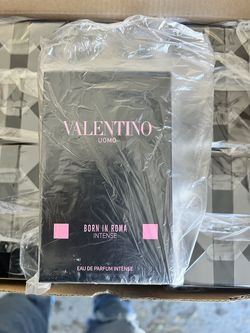 VALENTINO
UOMO
BORN IN ROMA
INTENSE
EAU DE PARFUM INTENSE